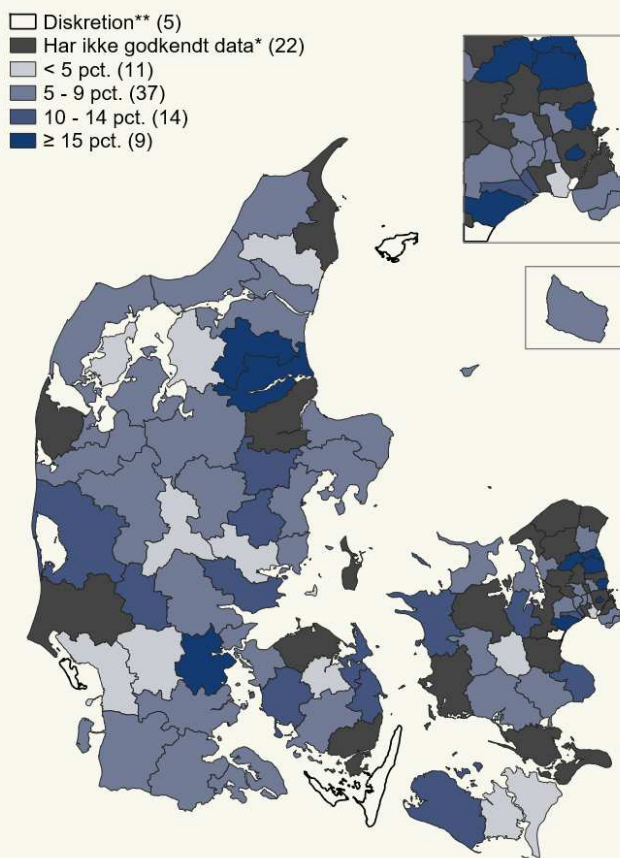 Diskretion** (5)
Har ikke godkendt data* (22)
< 5 pct. (11)
5 - 9 pct. (37)
10 - 14 pct. (14)
≥ 15 pct. (9)